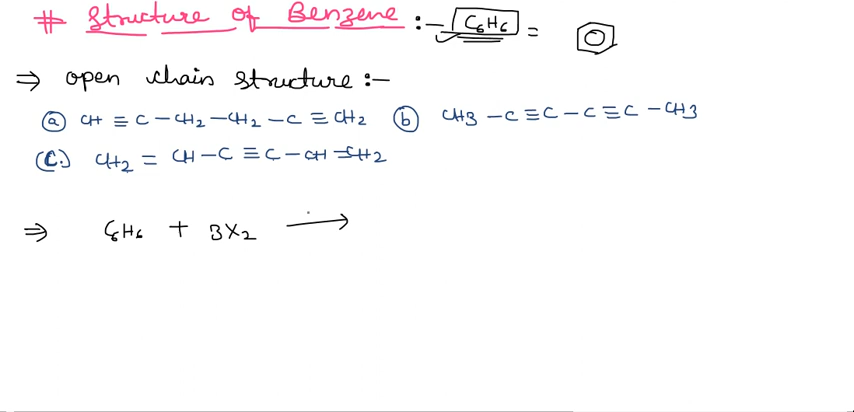 # Structure of Benzene :- C6H6 =
⇒ open chain structure :-
(a) CH ≡ C - CH2 - CH2 - C ≡ CH2 (b) CH3 - C ≡ C - C ≡ C - CH3
(C.) CH2 = CH - C ≡ C - CH = CH2
⇒ C6H6 + 3X2 ⟶